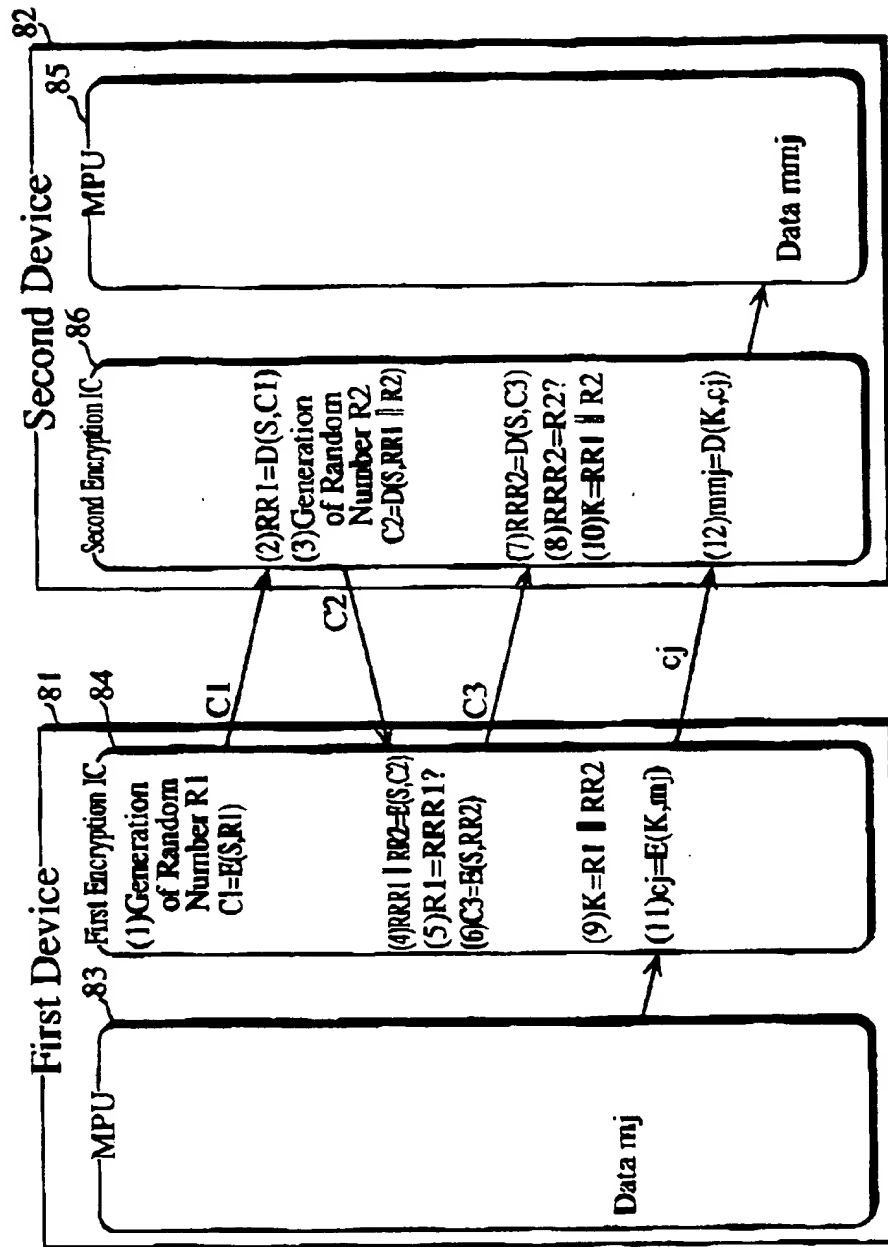 First Device
81
MPU
83
Data mj
First Encryption IC
84
(1)Generation
of Random
Number R1
C1=E(S,R1)
(4)RRR1 || RR2=E(S,C2)
(5)R1=RRR1?
(6)C3=E(S,RR2)
(9)K=R1 || RR2
(11)cj=E(K,mj)
C1
C2
C3
cj
Second Device
82
Second Encryption IC
86
(2)RR1=D(S,C1)
(3)Generation
of Random
Number R2
C2=D(S,RR1 || R2)
(7)RRR2=D(S,C3)
(8)RRR2=R2?
(10)K=RR1 || R2
(12)mmj=D(K,cj)
MPU
85
Data mmj